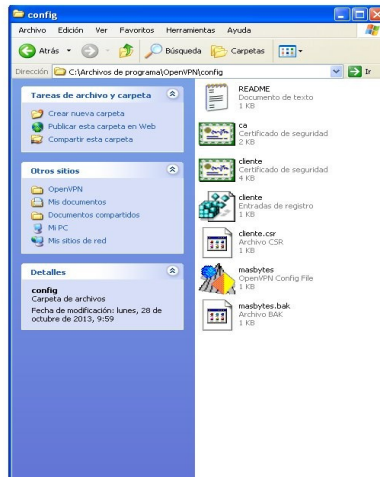 config
Archivo Edición Ver Favoritos Herramientas Ayuda
Atrás Búsqueda Carpetas
Dirección C:\Archivos de programa\OpenVPN\config Ir
Tareas de archivo y carpeta
Crear nueva carpeta
Publicar esta carpeta en Web
Compartir esta carpeta
Otros sitios
OpenVPN
Mis documentos
Documentos compartidos
Mi PC
Mis sitios de red
Detalles
config
Carpeta de archivos
Fecha de modificación: lunes, 28 de
octubre de 2013, 9:59
README
Documento de texto
1 KB
ca
Certificado de seguridad
2 KB
cliente
Certificado de seguridad
4 KB
cliente
Entradas de registro
1 KB
cliente.csr
Archivo CSR
1 KB
masbytes
OpenVPN Config File
1 KB
masbytes.bak
Archivo BAK
1 KB